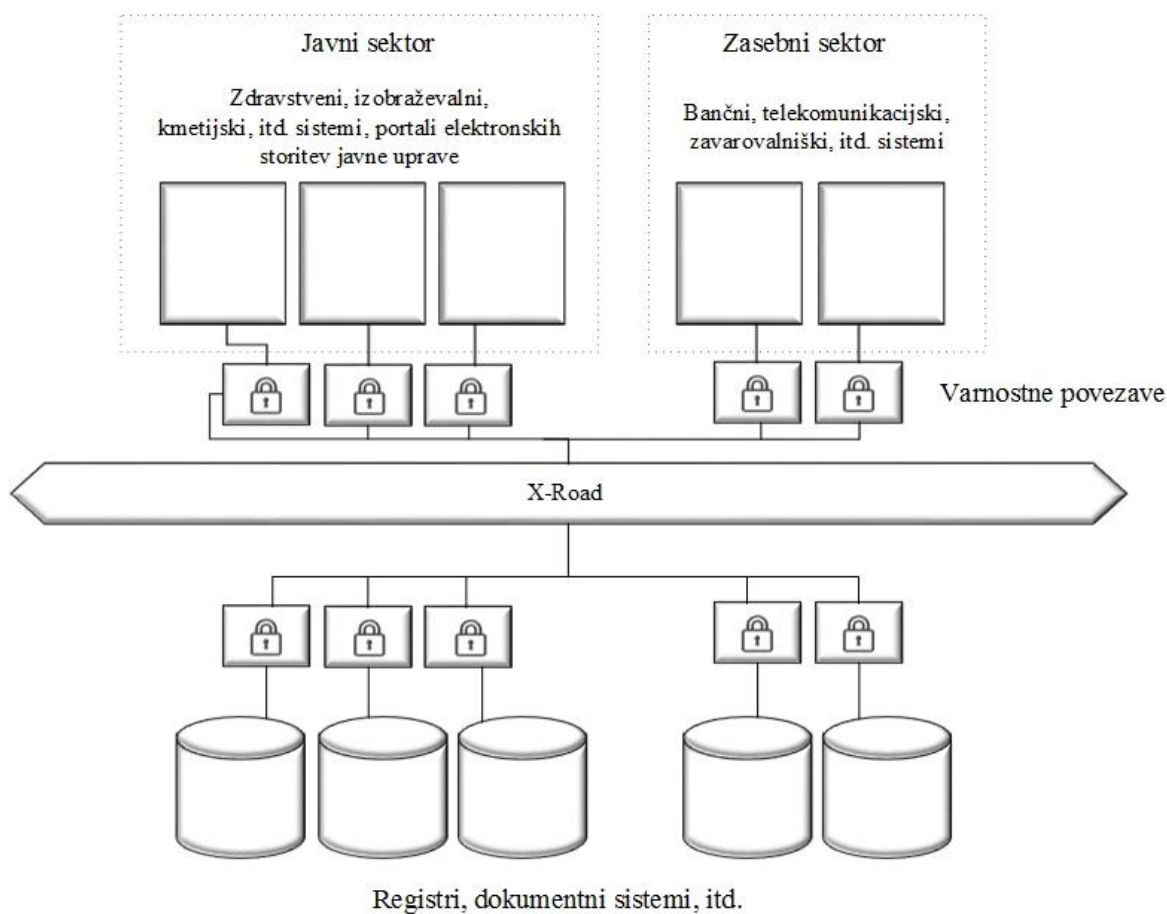 Javni sektor
Zdravstveni, izobraževalni,
kmetijski, itd. sistemi, portali elektronskih
storitev javne uprave
Zasebni sektor
Bančni, telekomunikacijski,
zavarovalniški, itd. sistemi
Varnostne povezave
X-Road
Registri, dokumentni sistemi, itd.